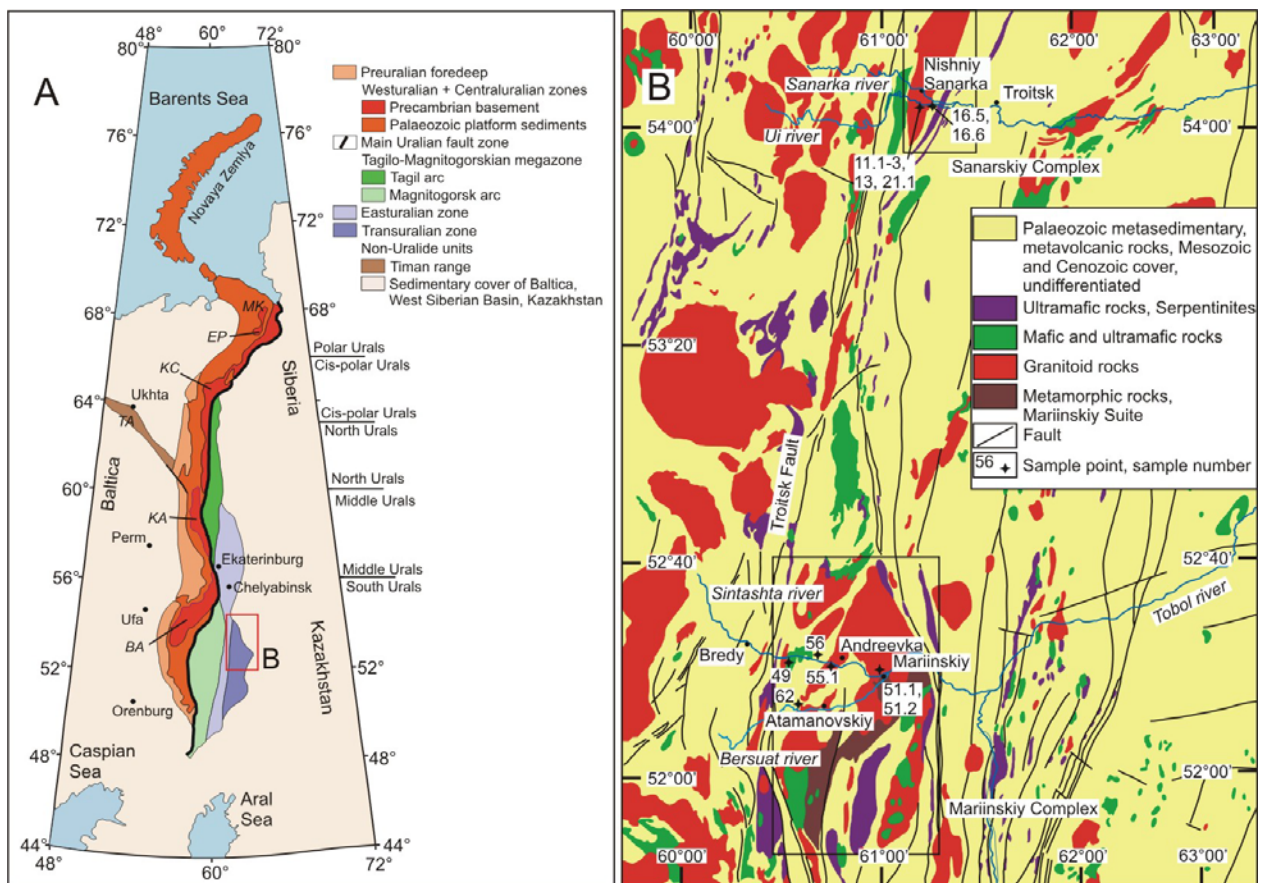 A
48°
60°
72°
80°
80°
Barents Sea
76°
76°
Novaya Zemlya
72°
72°
68°
68°
MK
EP
KC
Polar Urals
Cis-polar Urals
Siberia
Ukhta
64°
64°
TA
Cis-polar Urals
North Urals
Baltica
60°
60°
North Urals
Middle Urals
KA
Perm
Ekaterinburg
56°
Middle Urals
56°
South Urals
Chelyabinsk
Ufa
BA
B
52°
52°
Kazakhstan
Orenburg
48°
48°
Caspian
Sea
Aral
Sea
44°
44°
48°
60°
72°
Preuralian foredeep
Westuralian + Centraluralian zones
Precambrian basement
Palaeozoic platform sediments
Main Uralian fault zone
Tagilo-Magnitogorskian megazone
Tagil arc
Magnitogorsk arc
Easturalian zone
Transuralian zone
Non-Uralide units
Timan range
Sedimentary cover of Baltica,
West Siberian Basin, Kazakhstan
B
60°00'
61°00'
62°00'
63°00'
Nishniy
Sanarka
Sanarka river
Troitsk
Ui river
16.5,
16.6
54°00'
54°00'
11.1-3,
13, 21.1
Sanarskiy Complex
Palaeozoic metasedimentary,
metavolcanic rocks, Mesozoic
and Cenozoic cover,
undifferentiated
Ultramafic rocks, Serpentinites
Mafic and ultramafic rocks
Granitoid rocks
Metamorphic rocks,
Mariinskiy Suite
Fault
56
Sample point, sample number
53°20'
Troitsk Fault
52°40'
52°40'
Sintashta river
Tobol river
56
Andreevka
Bredy
Mariinskiy
49
55.1
62
51.1,
51.2
Atamanovskiy
Bersuat river
52°00'
52°00'
Mariinskiy Complex
60°00'
61°00'
62°00'
63°00'